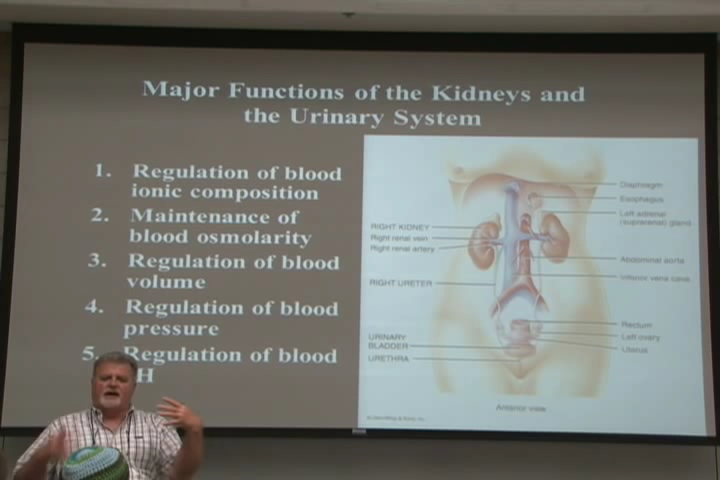 Major Functions of the Kidneys and
the Urinary System
1. Regulation of blood
ionic composition
2. Maintenance of
blood osmolarity
3. Regulation of blood
volume
4. Regulation of blood
pressure
5. Regulation of blood
H
RIGHT KIDNEY
Right renal vein
Right renal artery
RIGHT URETER
URINARY
BLADDER
URETHRA
Diaphragm
Esophagus
Left adrenal
(suprarenal) gland
Abdominal aorta
Inferior vena cava
Rectum
Left ovary
Uterus
Anterior view